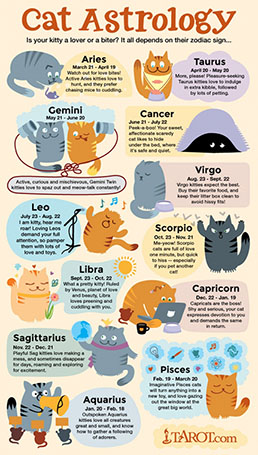 Cat Astrology
Is your kitty a lover or a biter? It all depends on their zodiac sign...
Aries
March 21 - April 19
Watch out for love bites!
Active Aries kitties love to
hunt, and they prefer
chasing mice to cuddling.
Taurus
April 20 - May 20
More, please! Pleasure-seeking
Taurus kitties love to indulge
in extra kibble, followed
by lots of petting.
Gemini
May 21 - June 20
Active, curious and mischievous, Gemini Twin
kitties love to spaz out and meow-talk constantly!
Cancer
June 21 - July 22
Peek-a-boo! Your sweet,
affectionate scaredy
cat likes to hide
under the bed, where
it's safe and quiet.
Virgo
Aug. 23 - Sept. 22
Virgo kitties expect the best.
Buy their favorite food, and
keep their litter box clean to
avoid hissy fits!
Leo
July 23 - Aug. 22
I am kitty, hear me
roar! Loving Leos
demand your full
attention, so pamper
them with lots of
love and toys.
Scorpio
Oct. 23 - Nov. 21
Me-yeow! Scorpio
cats are full of love
one minute, but quick
to hiss — especially
if you pet another
cat!
Libra
Sept. 23 - Oct. 22
What a pretty kitty! Ruled
by Venus, planet of love
and beauty, Libra
loves preening and
cuddling with you.
Capricorn
Dec. 22 - Jan. 19
Capricats are the boss!
Shy and serious, your cat
expresses devotion to you
and demands the same
in return.
Sagittarius
Nov. 22 - Dec. 21
Playful Sag kitties love making a
mess, and sometimes disappear
for days, roaming and exploring
for excitement.
Pisces
Feb. 19 - March 20
Imaginative Pisces cats
will turn anything into a
new toy, and love gazing
out the window at the
great big world.
Aquarius
Jan. 20 - Feb. 18
Outspoken Aquarius
kitties love all creatures
great and small, and know
how to gather a following
of adorers.
TAROT.com